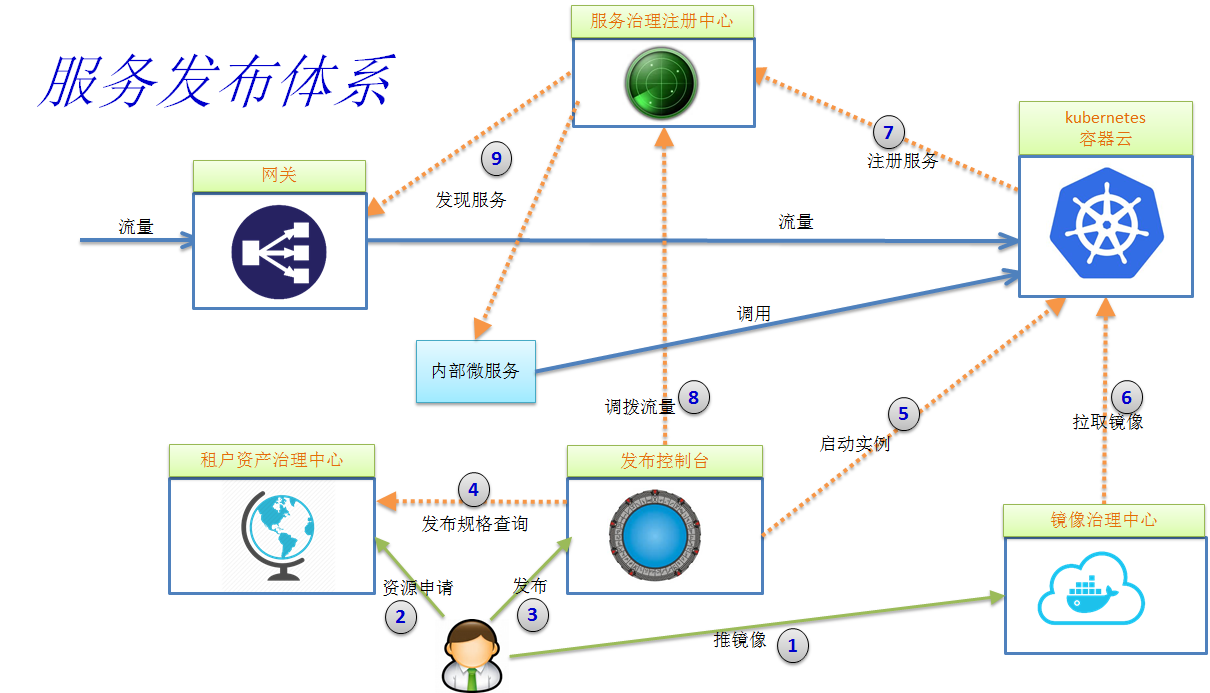 服务治理注册中心
服务发布体系
kubernetes
容器云
7
注册服务
9
发现服务
网关
流量
流量
调用
内部微服务
8
调拨流量
5
启动实例
6
拉取镜像
租户资产治理中心
发布控制台
4
发布规格查询
镜像治理中心
资源申请
2
发布
3
推镜像
1